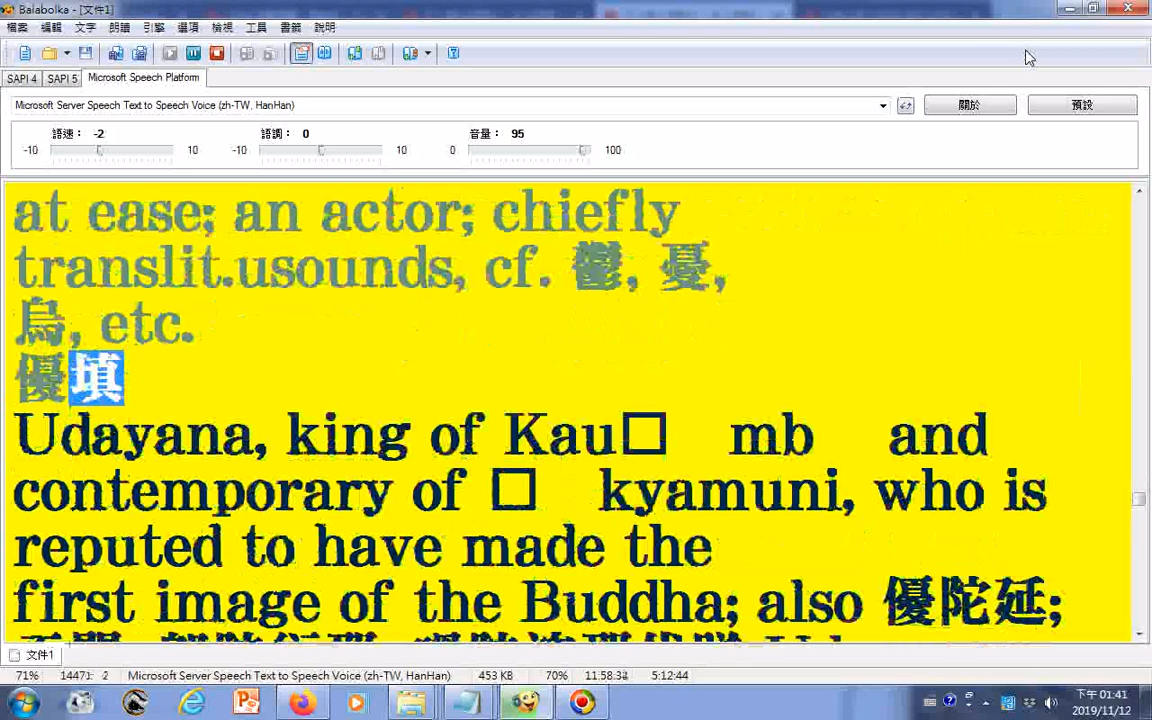 Balabolka - [文件1]
檔案 編輯 文字 朗讀 引擎 選項 檢視 工具 書籤 說明
SAPI 4 SAPI 5 Microsoft Speech Platform
Microsoft Server Speech Text to Speech Voice (zh-TW, HanHan)
關於 預設
語速： -2 語調： 0 音量： 95
-10 10 -10 10 0 100
at ease; an actor; chiefly
translit.usounds, cf. 鬱, 憂,
烏, etc.
優填
Udayana, king of Kau□ mb and
contemporary of □ kyamuni, who is
reputed to have made the
first image of the Buddha; also 優陀延;
文件1
71% 14471: 2 Microsoft Server Speech Text to Speech Voice (zh-TW, HanHan) 453 KB 70% 11:58:34 5:12:44
下午 01:41
2019/11/12